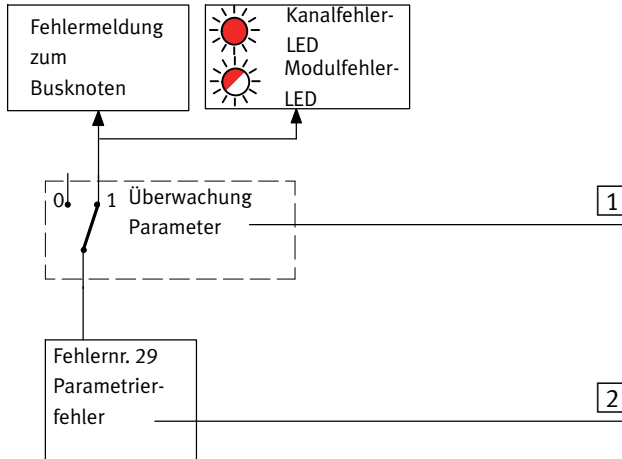 Fehlermeldung
zum
Busknoten
Kanalfehler-
LED
Modulfehler-
LED
0 1 Überwachung
Parameter
1
Fehlernr. 29
Parametrier-
fehler
2